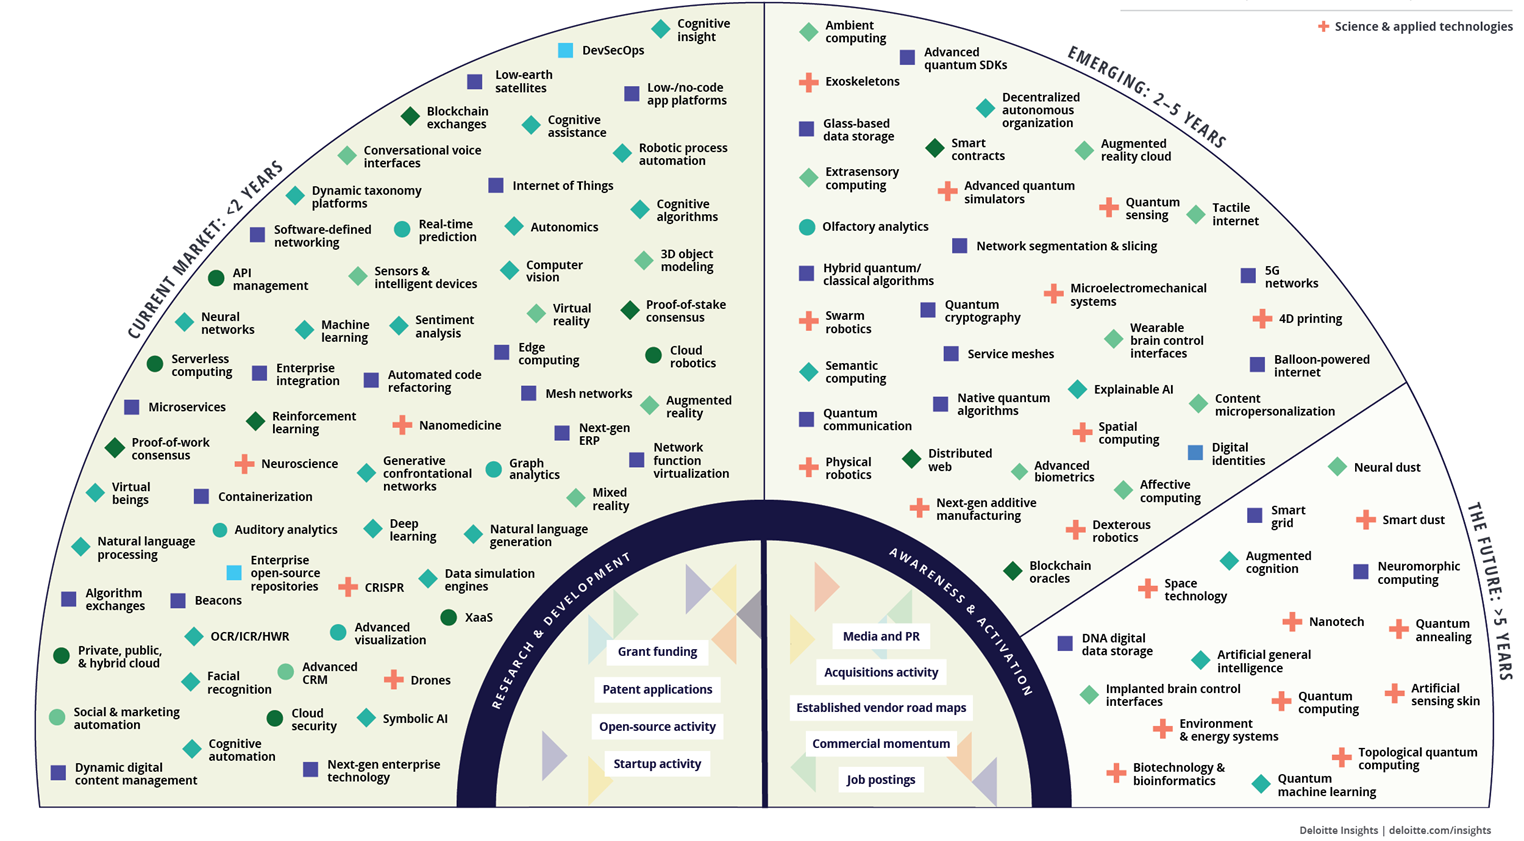 Science & applied technologies
CURRENT MARKET: <2 YEARS
Cognitive
insight
DevSecOps
Low-earth
satellites
Low-/no-code
app platforms
Blockchain
exchanges
Cognitive
assistance
Conversational voice
interfaces
Robotic process
automation
Dynamic taxonomy
platforms
Internet of Things
Cognitive
algorithms
Software-defined
networking
Real-time
prediction
Autonomics
API
management
Sensors &
intelligent devices
Computer
vision
3D object
modeling
Neural
networks
Machine
learning
Sentiment
analysis
Virtual
reality
Proof-of-stake
consensus
Serverless
computing
Enterprise
integration
Automated code
refactoring
Edge
computing
Cloud
robotics
Microservices
Reinforcement
learning
Nanomedicine
Mesh networks
Augmented
reality
Proof-of-work
consensus
Neuroscience
Generative
confrontational
networks
Graph
analytics
Next-gen
ERP
Network
function
virtualization
Virtual
beings
Containerization
Mixed
reality
Natural language
processing
Auditory analytics
Deep
learning
Natural language
generation
Enterprise
open-source
repositories
CRISPR
Data simulation
engines
Algorithm
exchanges
Beacons
XaaS
OCR/ICR/HWR
Advanced
visualization
Private, public,
& hybrid cloud
Facial
recognition
Advanced
CRM
Drones
Social & marketing
automation
Cloud
security
Symbolic AI
Cognitive
automation
Dynamic digital
content management
Next-gen enterprise
technology
EMERGING: 2–5 YEARS
Ambient
computing
Advanced
quantum SDKs
Exoskeletons
Decentralized
autonomous
organization
Glass-based
data storage
Smart
contracts
Augmented
reality cloud
Extrasensory
computing
Advanced quantum
simulators
Quantum
sensing
Tactile
internet
Olfactory analytics
Network segmentation & slicing
Hybrid quantum/
classical algorithms
5G
networks
Microelectromechanical
systems
Quantum
cryptography
Swarm
robotics
4D printing
Wearable
brain control
interfaces
Service meshes
Balloon-powered
internet
Semantic
computing
Explainable AI
Native quantum
algorithms
Content
micropersonalization
Quantum
communication
Spatial
computing
Digital
identities
Physical
robotics
Distributed
web
Advanced
biometrics
Affective
computing
Next-gen additive
manufacturing
Dexterous
robotics
Blockchain
oracles
THE FUTURE: >5 YEARS
Neural dust
Smart
grid
Smart dust
Augmented
cognition
Neuromorphic
computing
Space
technology
Nanotech
Quantum
annealing
DNA digital
data storage
Artificial general
intelligence
Implanted brain control
interfaces
Quantum
computing
Artificial
sensing skin
Environment
& energy systems
Topological quantum
computing
Biotechnology &
bioinformatics
Quantum
machine learning
RESEARCH & DEVELOPMENT
Grant funding
Patent applications
Open-source activity
Startup activity
AWARENESS & ACTIVATION
Media and PR
Acquisitions activity
Established vendor road maps
Commercial momentum
Job postings
Deloitte Insights | deloitte.com/insights